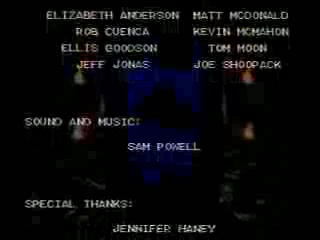 ELIZABETH ANDERSON MATT MCDONALD
ROB CUENCA KEVIN MCMAHON
ELLIS GOODSON TOM MOON
JEFF JONAS JOE SHOOPACK
SOUND AND MUSIC:
SAM POWELL
SPECIAL THANKS:
JENNIFER HANEY